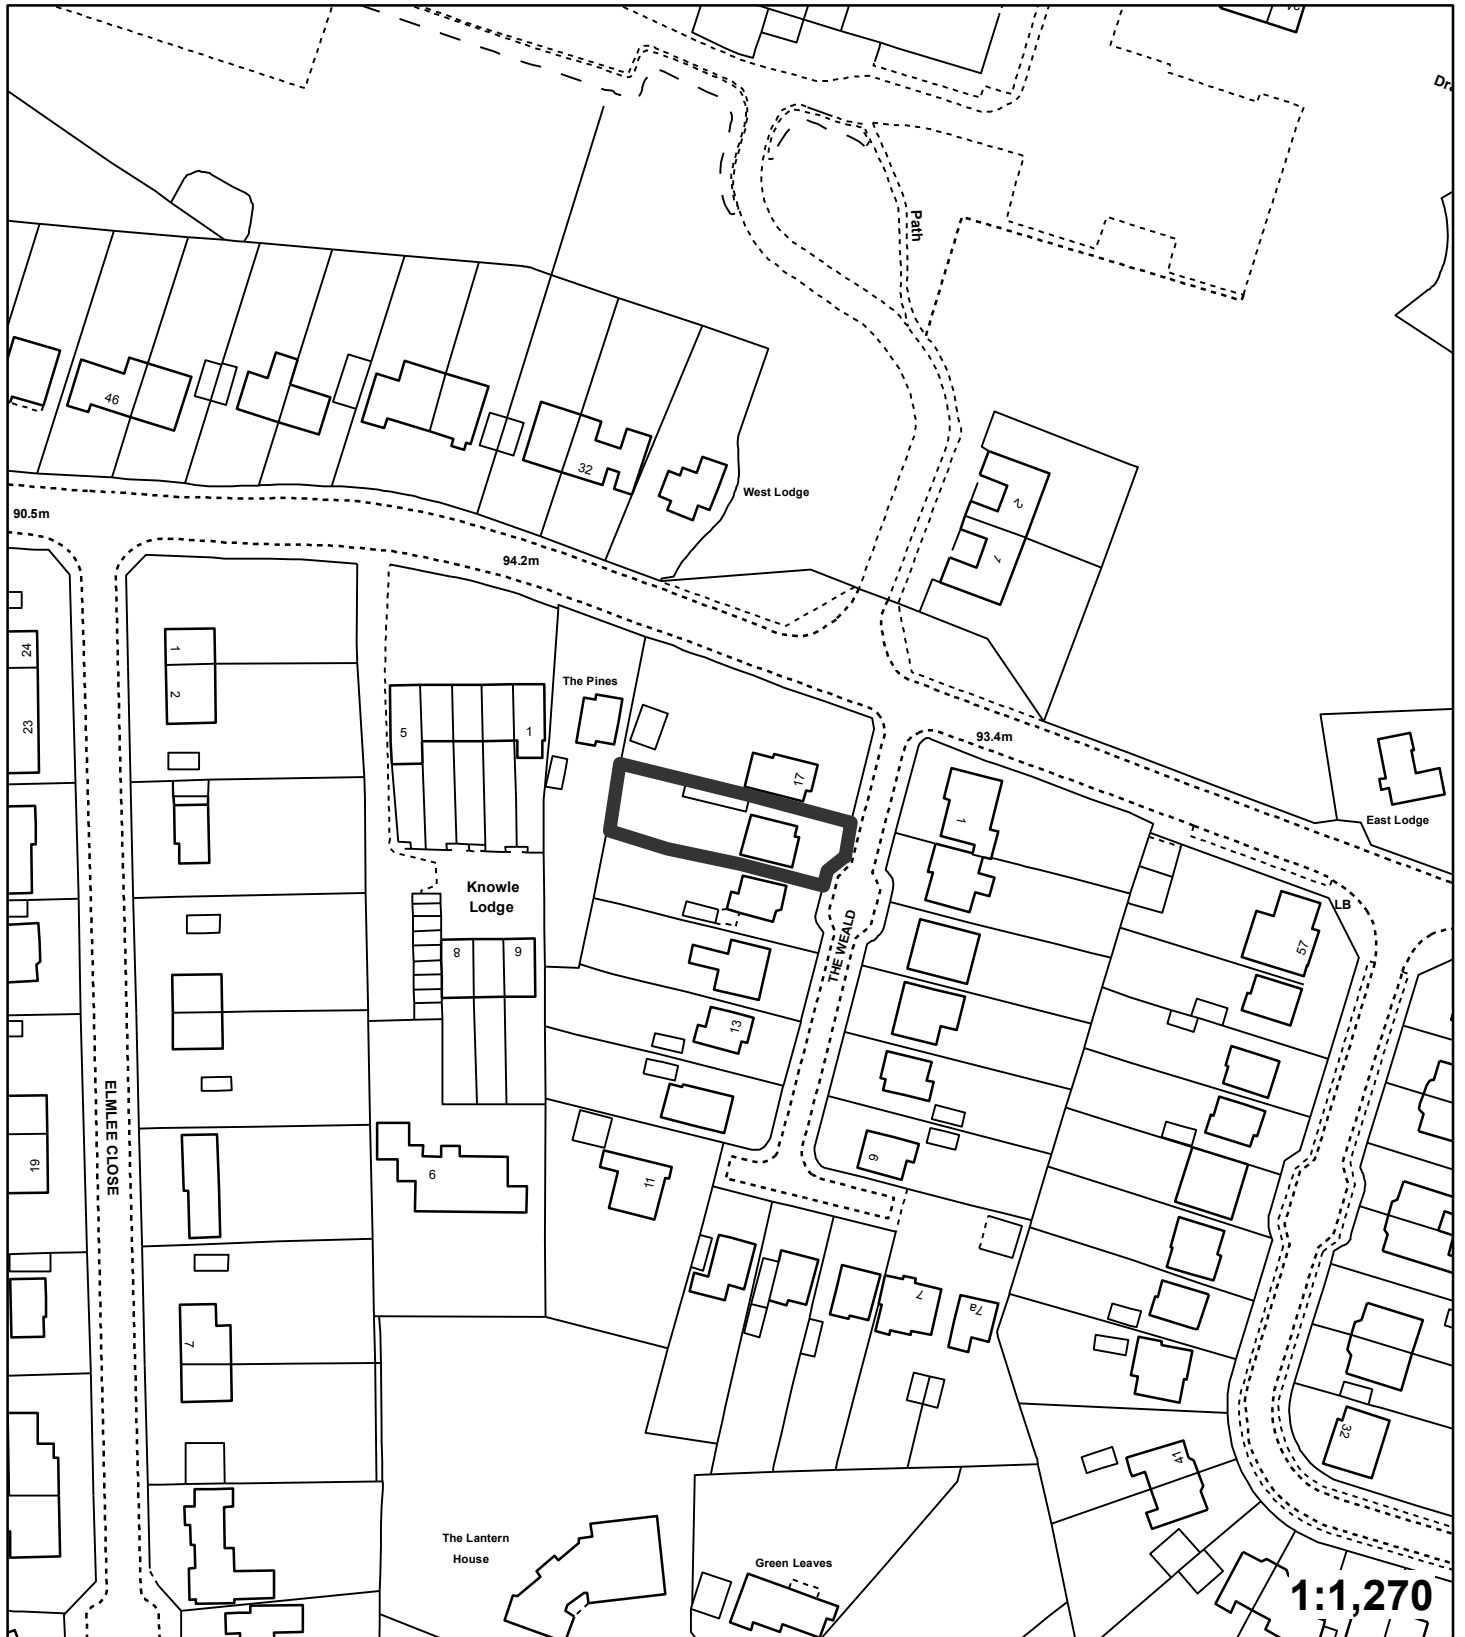 Path
46
32
West Lodge
90.5m
94.2m
2
1
24
23
1
2
The Pines
5
1
17
93.4m
1
East Lodge
LB
57
Knowle
Lodge
8
9
THE WEALD
13
ELMLEE CLOSE
19
6
11
9
7
7a
7
32
41
The Lantern
House
Green Leaves
1:1,270